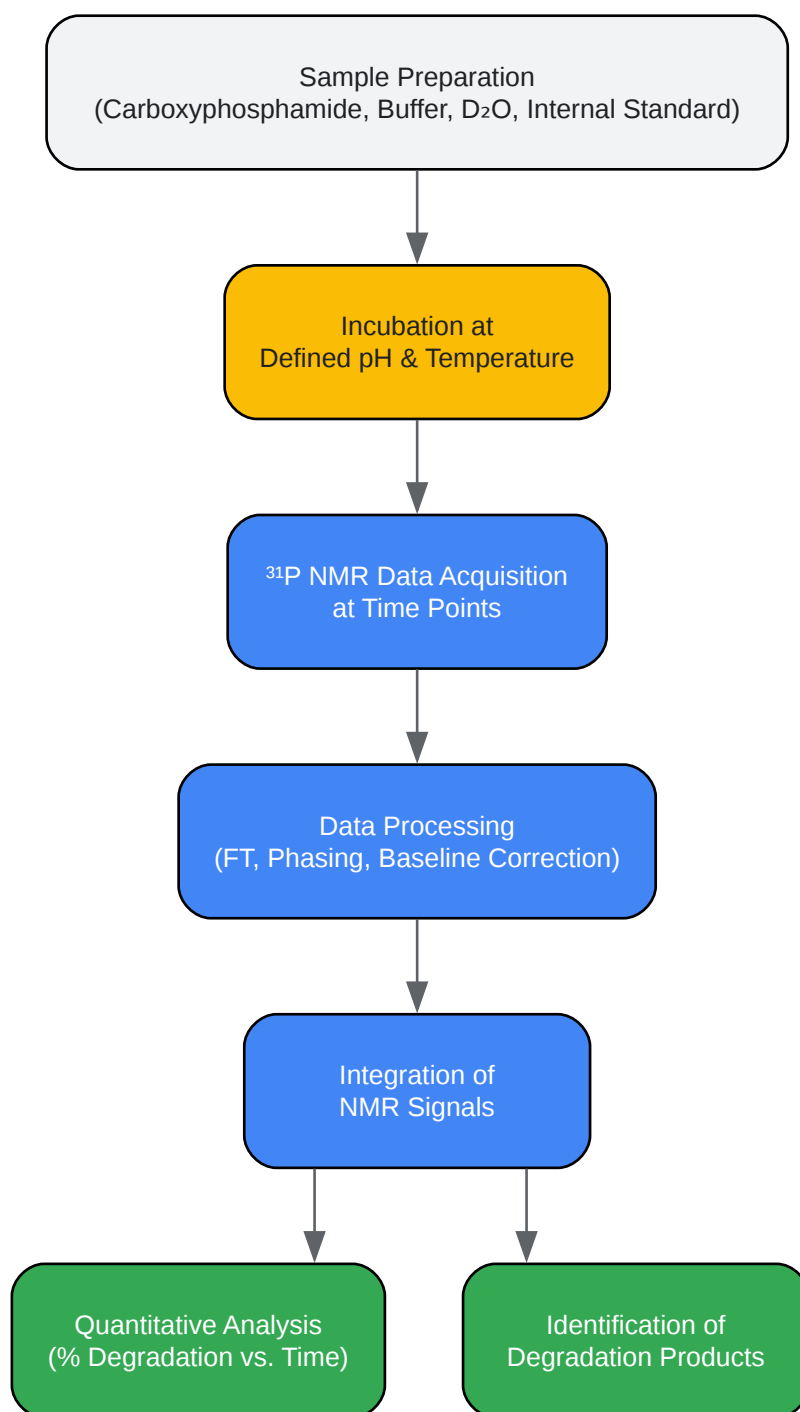 Sample Preparation
(Carboxyphosphamide, Buffer, D₂O, Internal Standard)
Incubation at
Defined pH & Temperature
³¹P NMR Data Acquisition
at Time Points
Data Processing
(FT, Phasing, Baseline Correction)
Integration of
NMR Signals
Quantitative Analysis
(% Degradation vs. Time)
Identification of
Degradation Products